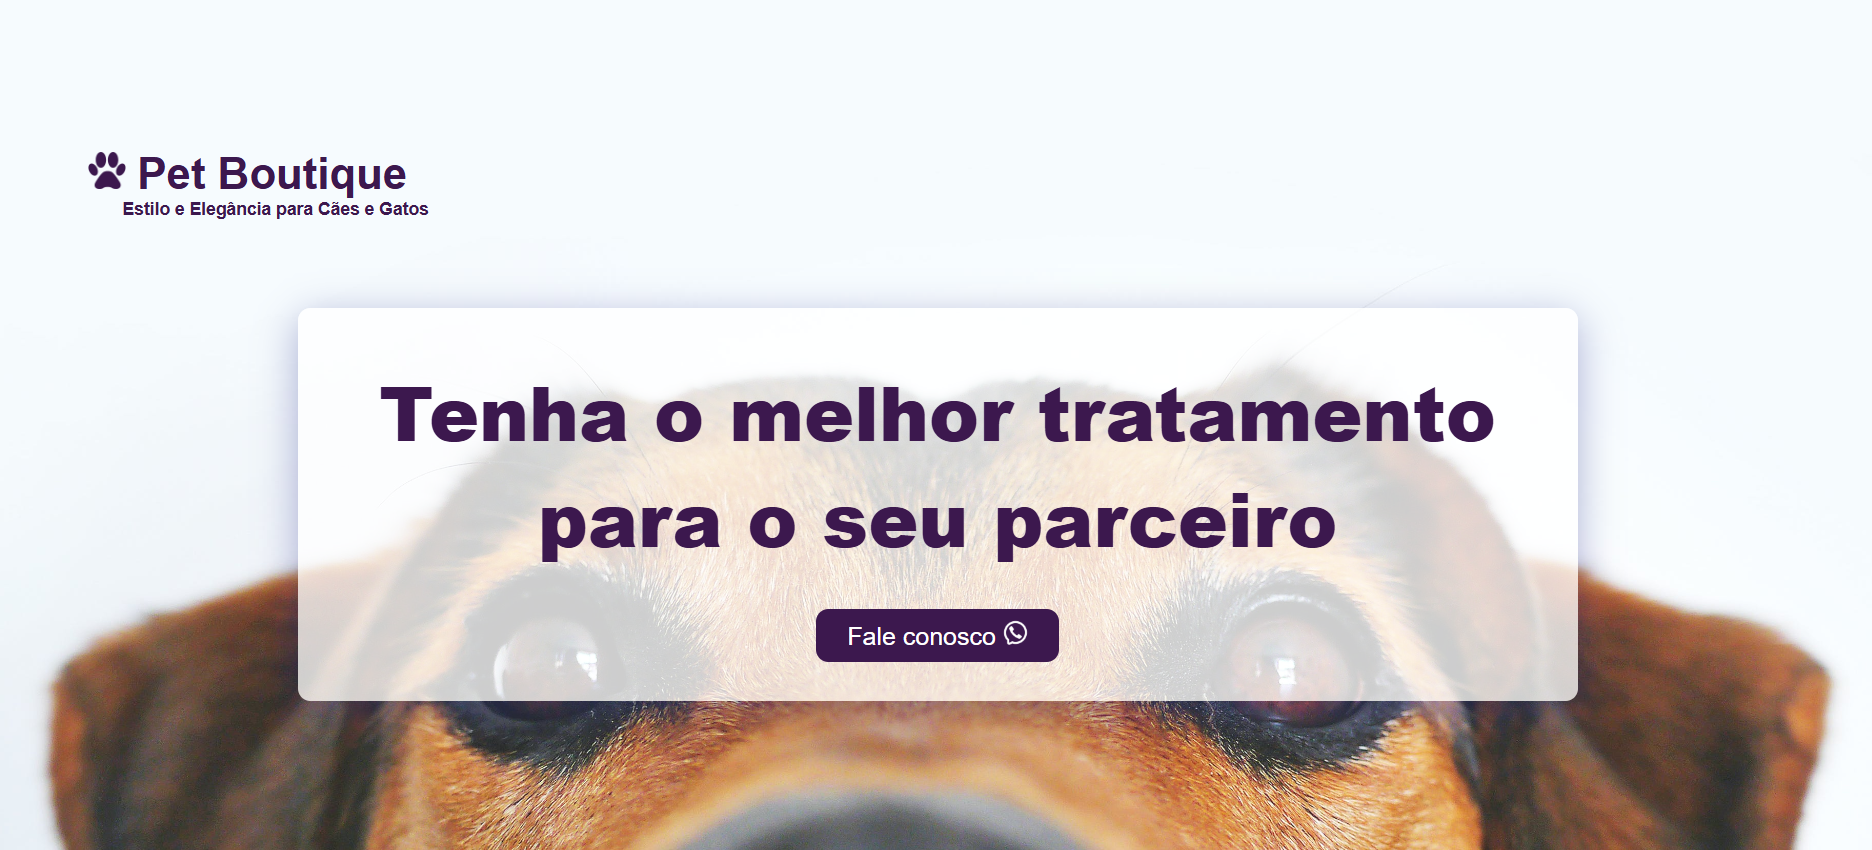 Pet Boutique
Estilo e Elegância para Cães e Gatos
Tenha o melhor tratamento
para o seu parceiro
Fale conosco